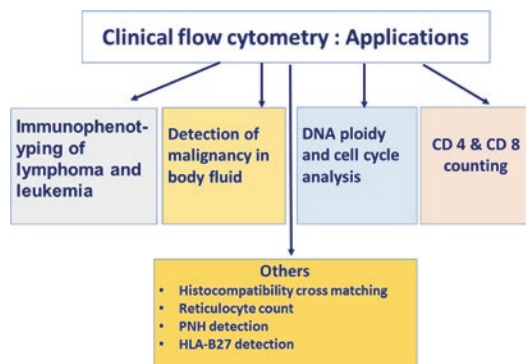 Clinical flow cytometry : Applications
Immunophenot-
yping of
lymphoma and
leukemia
Detection of
malignancy in
body fluid
DNA ploidy
and cell cycle
analysis
CD 4 & CD 8
counting
Others
• Histocompatibility cross matching
• Reticulocyte count
• PNH detection
• HLA-B27 detection